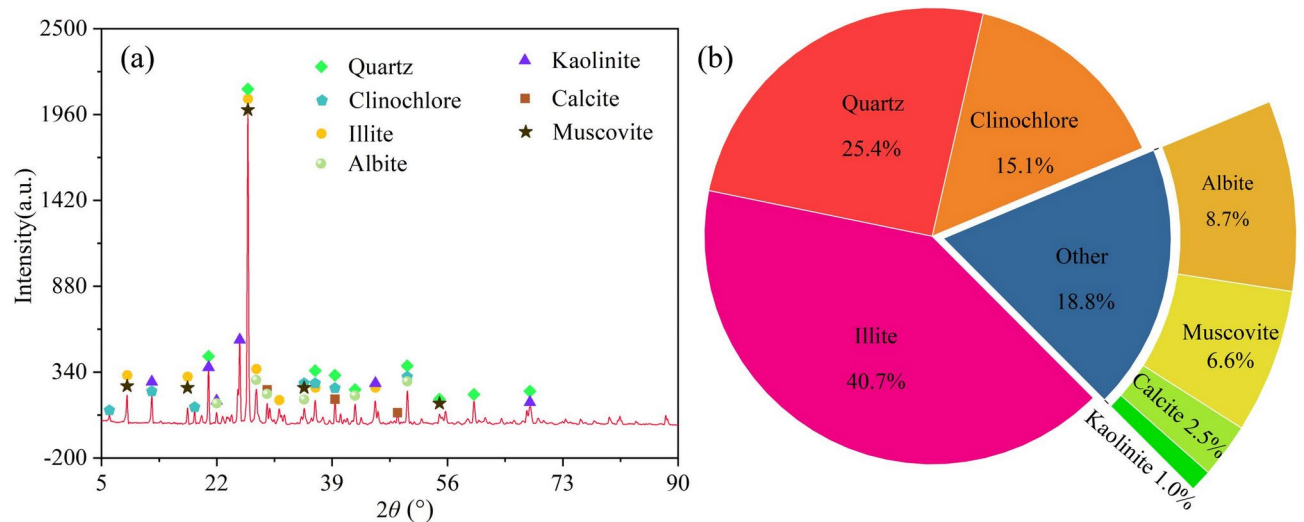 (a)
Quartz
Clinochlore
Illite
Albite
Kaolinite
Calcite
Muscovite
Intensity(a.u.)
2500
1960
1420
880
340
-200
5 22 39 56 73 90
2θ (°)
(b)
Quartz
25.4%
Clinochlore
15.1%
Illite
40.7%
Other
18.8%
Albite
8.7%
Muscovite
6.6%
Calcite 2.5%
Kaolinite 1.0%